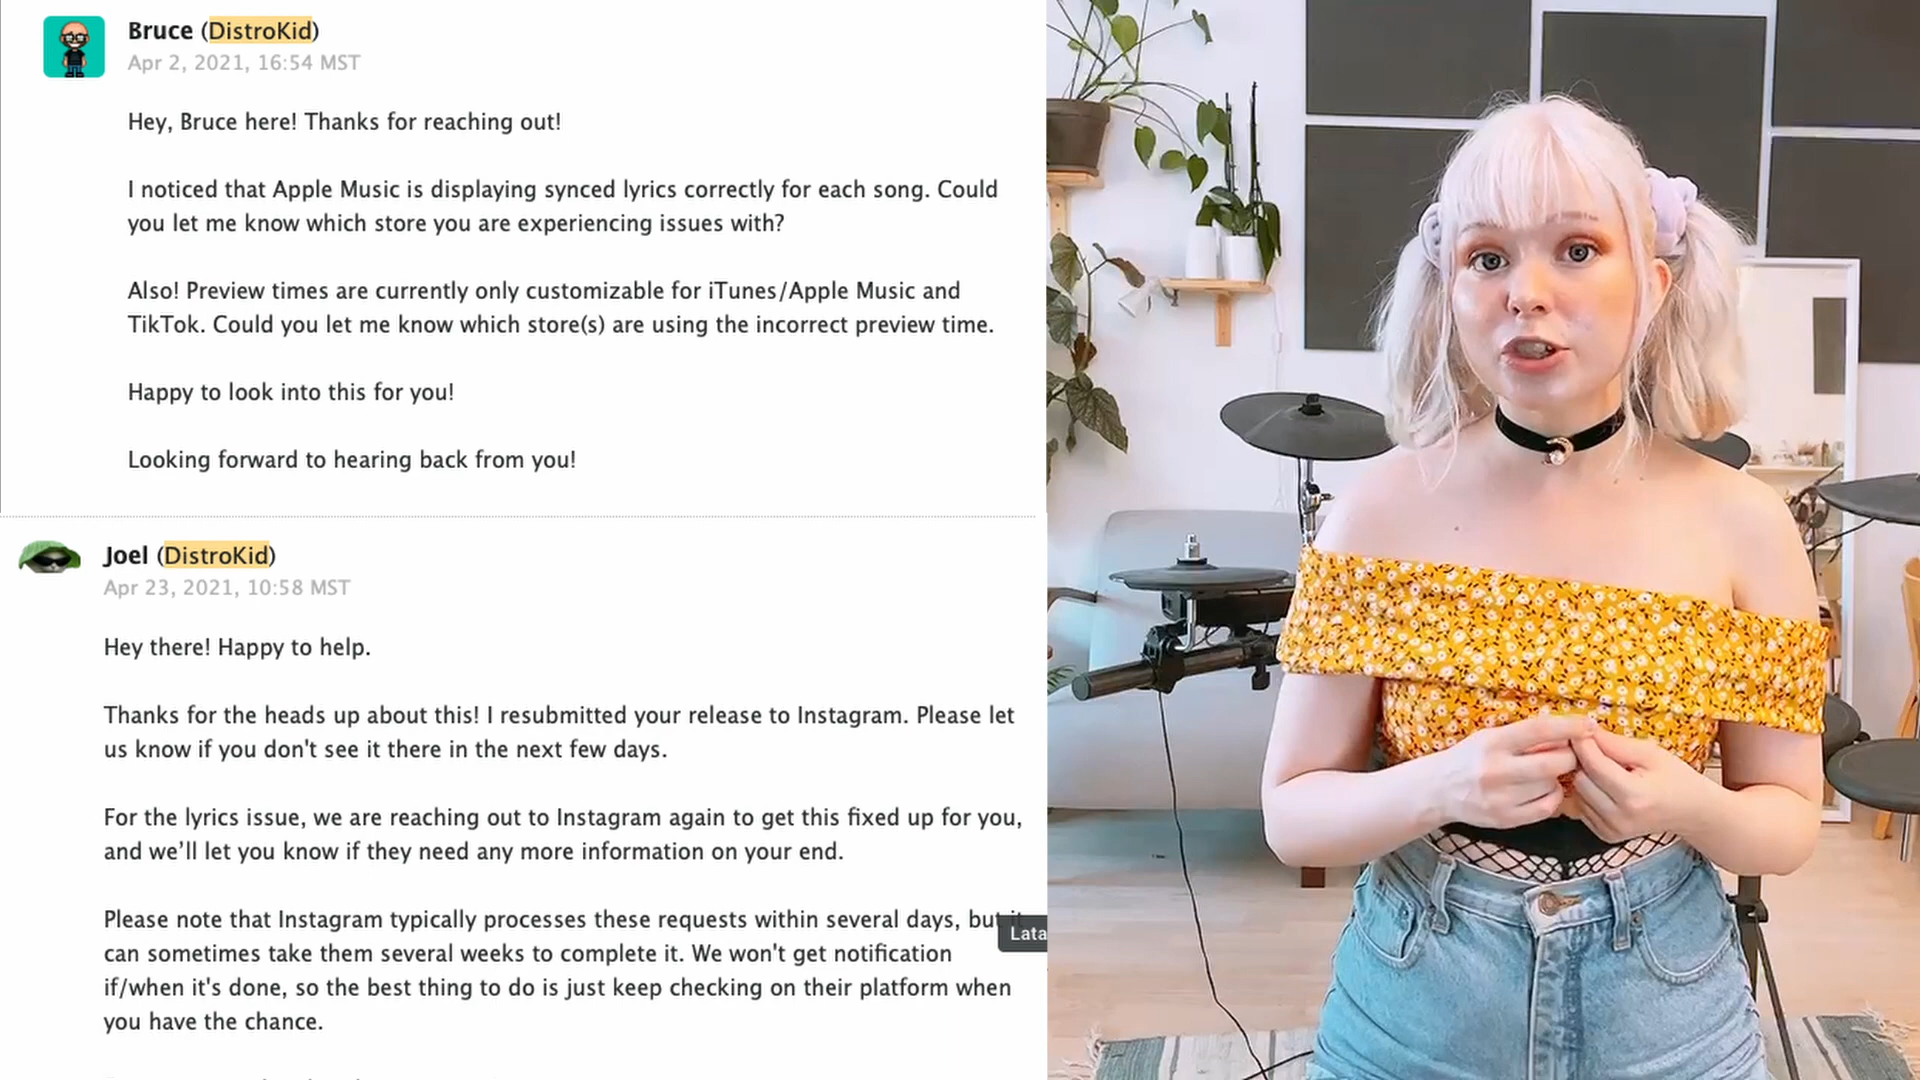 Bruce (DistroKid)
Apr 2, 2021, 16:54 MST
Hey, Bruce here! Thanks for reaching out!
I noticed that Apple Music is displaying synced lyrics correctly for each song. Could
you let me know which store you are experiencing issues with?
Also! Preview times are currently only customizable for iTunes/Apple Music and
TikTok. Could you let me know which store(s) are using the incorrect preview time.
Happy to look into this for you!
Looking forward to hearing back from you!
Joel (DistroKid)
Apr 23, 2021, 10:58 MST
Hey there! Happy to help.
Thanks for the heads up about this! I resubmitted your release to Instagram. Please let
us know if you don't see it there in the next few days.
For the lyrics issue, we are reaching out to Instagram again to get this fixed up for you,
and we’ll let you know if they need any more information on your end.
Please note that Instagram typically processes these requests within several days, but it
can sometimes take them several weeks to complete it. We won't get notification
Lata
if/when it's done, so the best thing to do is just keep checking on their platform when
you have the chance.